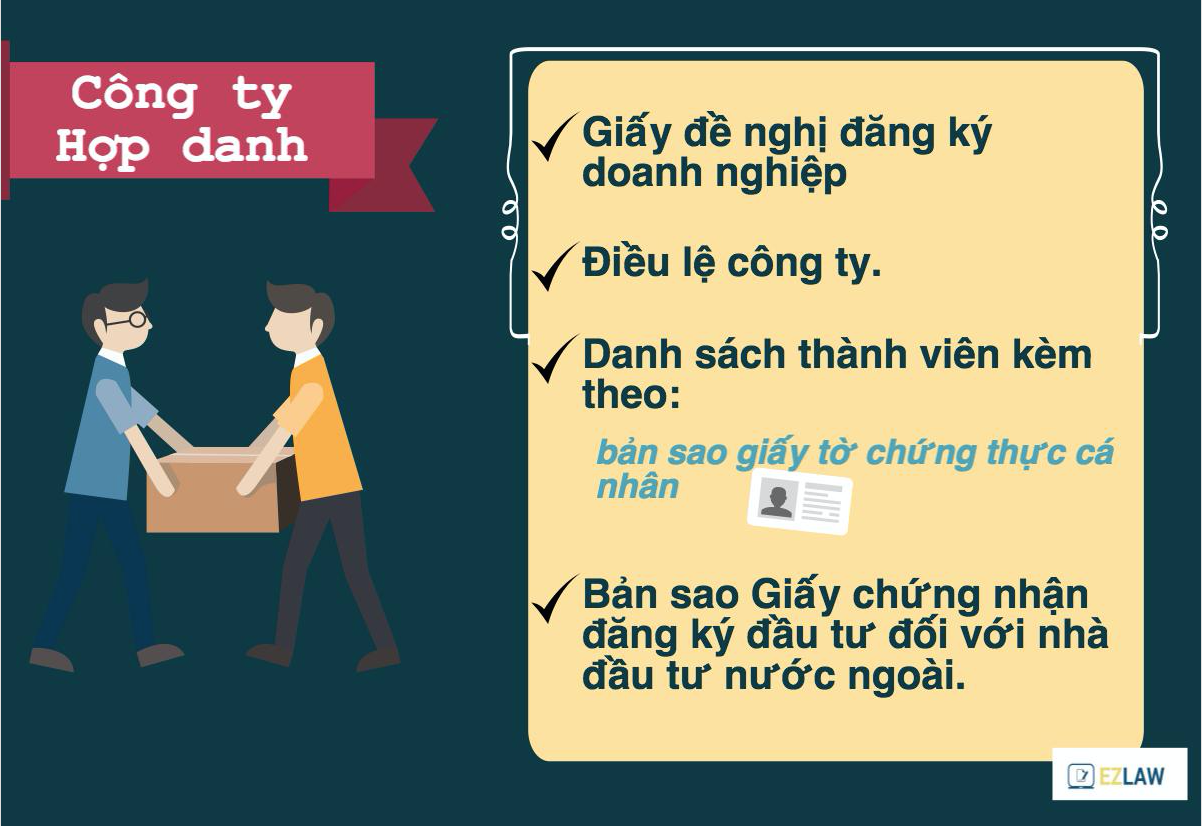 Công ty
Hợp danh
Giấy đề nghị đăng ký
doanh nghiệp
Điều lệ công ty.
Danh sách thành viên kèm
theo:
bản sao giấy tờ chứng thực cá
nhân
Bản sao Giấy chứng nhận
đăng ký đầu tư đối với nhà
đầu tư nước ngoài.
EZLAW